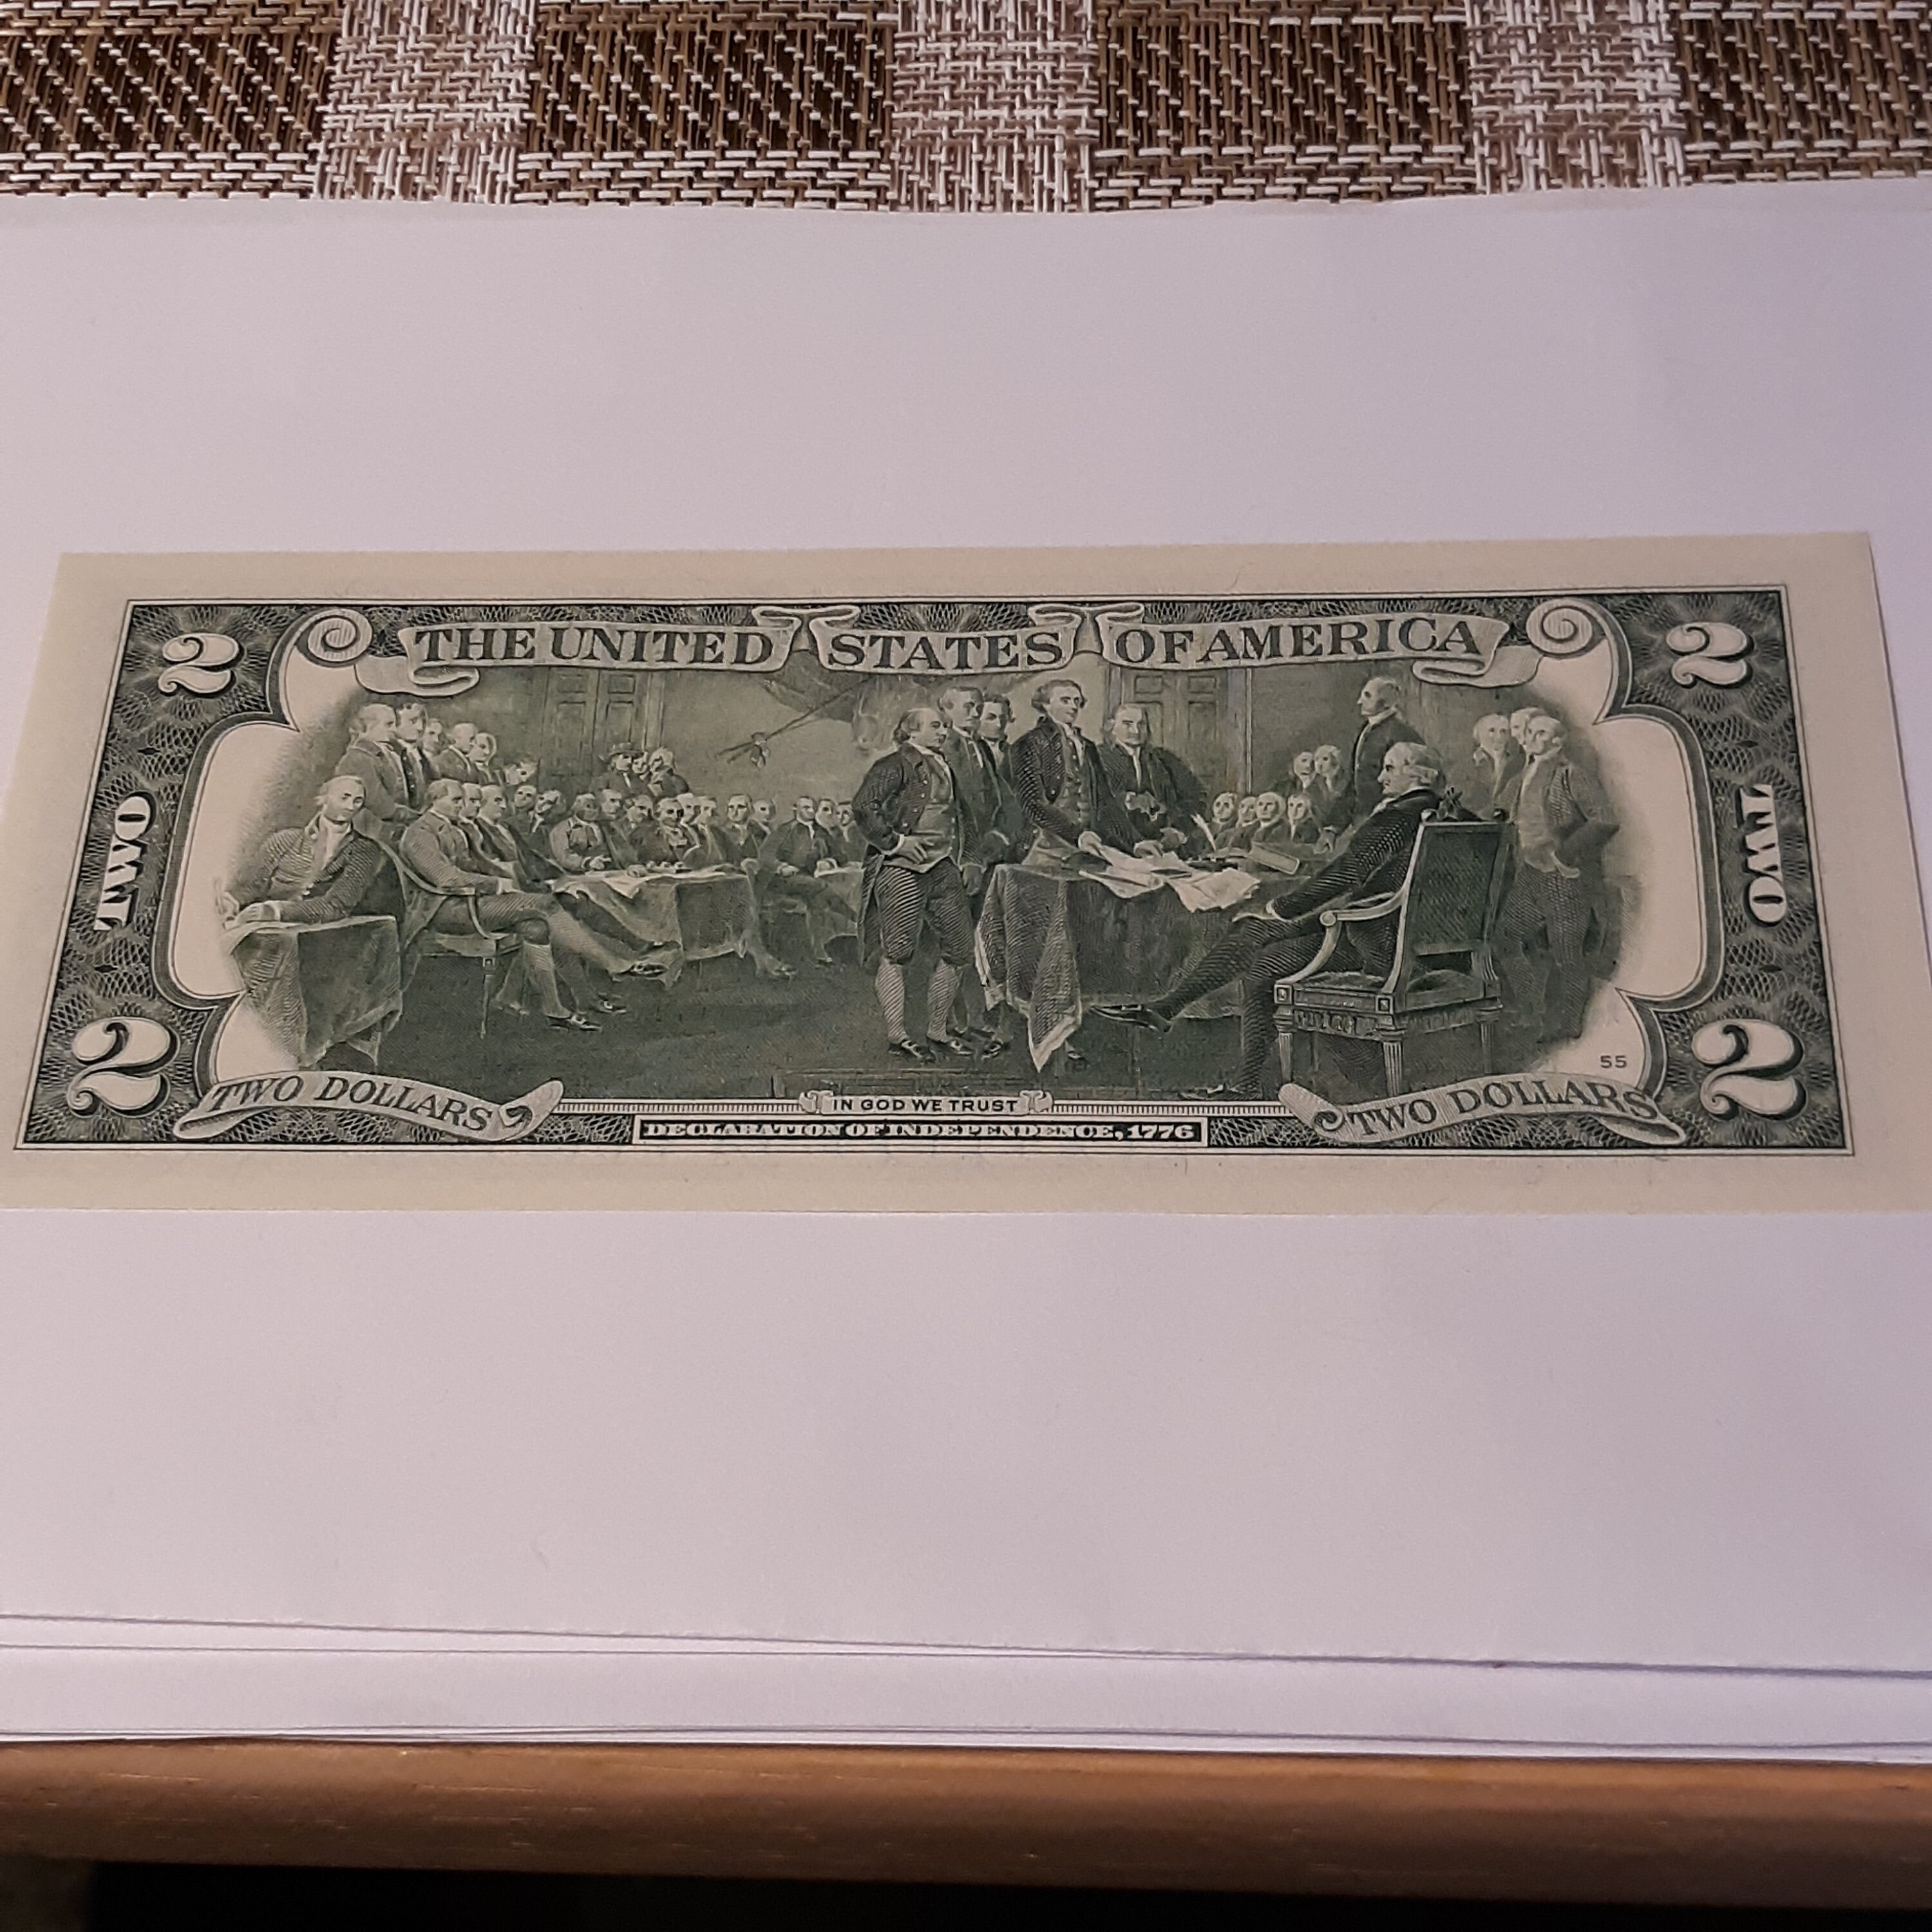 2 THE UNITED STATES OF AMERICA 2
TWO TWO
55
2 TWO DOLLARS IN GOD WE TRUST TWO DOLLARS 2
DECLARATION OF INDEPENDENCE, 1776